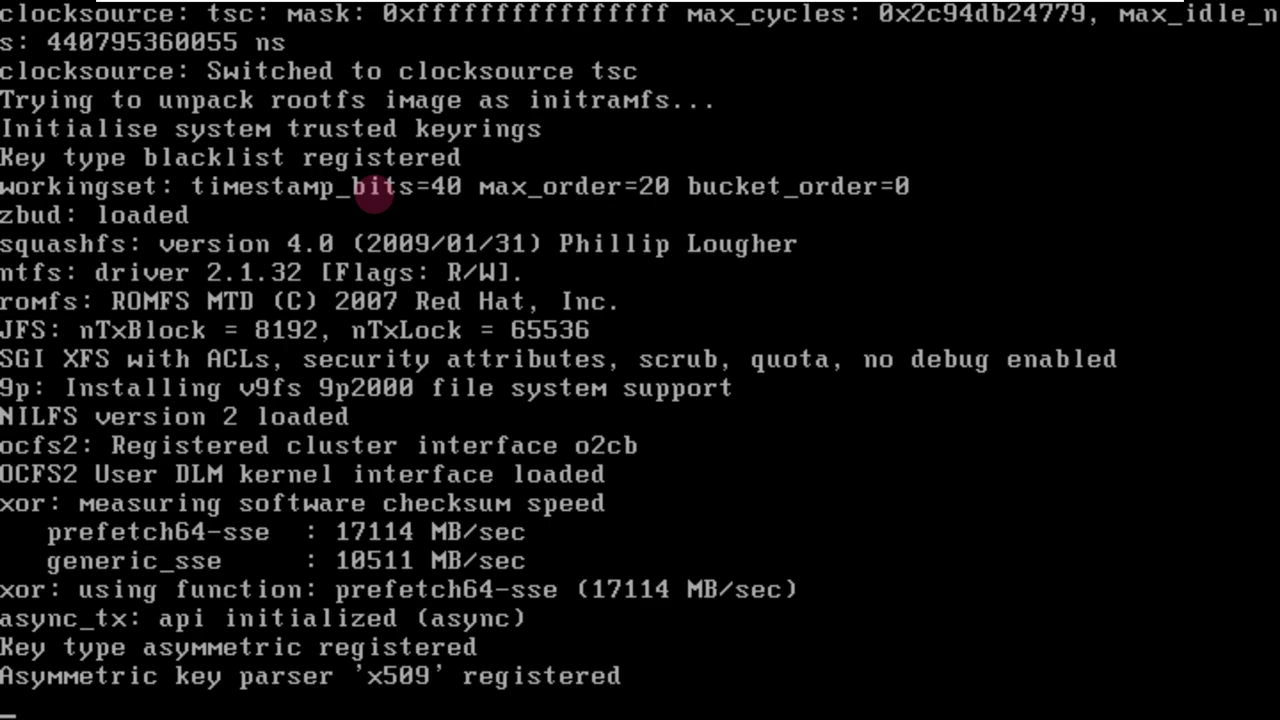 clocksource: tsc: mask: 0xffffffffffffffff max_cycles: 0x2c94db24779, max_idle_n
s: 440795360055 ns
clocksource: Switched to clocksource tsc
Trying to unpack rootfs image as initramfs...
Initialise system trusted keyrings
Key type blacklist registered
workingset: timestamp_bits=40 max_order=20 bucket_order=0
zbud: loaded
squashfs: version 4.0 (2009/01/31) Phillip Lougher
ntfs: driver 2.1.32 [Flags: R/W].
romfs: ROMFS MTD (C) 2007 Red Hat, Inc.
JFS: nTxBlock = 8192, nTxLock = 65536
SGI XFS with ACLs, security attributes, scrub, quota, no debug enabled
9p: Installing v9fs 9p2000 file system support
NILFS version 2 loaded
ocfs2: Registered cluster interface o2cb
OCFS2 User DLM kernel interface loaded
xor: measuring software checksum speed
   prefetch64-sse  : 17114 MB/sec
   generic_sse     : 10511 MB/sec
xor: using function: prefetch64-sse (17114 MB/sec)
async_tx: api initialized (async)
Key type asymmetric registered
Asymmetric key parser 'x509' registered